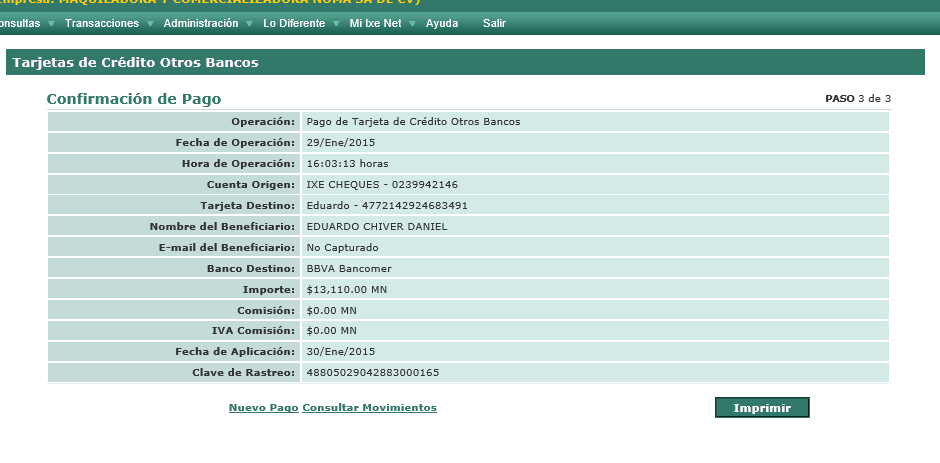 Empresa: MAQUILADORA Y COMERCIALIZADORA NOMA SA DE CV)
onsultas Transacciones Administración Lo Diferente Mi Ixe Net Ayuda Salir
Tarjetas de Crédito Otros Bancos
Confirmación de Pago PASO 3 de 3
Operación: Pago de Tarjeta de Crédito Otros Bancos
Fecha de Operación: 29/Ene/2015
Hora de Operación: 16:03:13 horas
Cuenta Origen: IXE CHEQUES - 0239942146
Tarjeta Destino: Eduardo - 4772142924683491
Nombre del Beneficiario: EDUARDO CHIVER DANIEL
E-mail del Beneficiario: No Capturado
Banco Destino: BBVA Bancomer
Importe: $13,110.00 MN
Comisión: $0.00 MN
IVA Comisión: $0.00 MN
Fecha de Aplicación: 30/Ene/2015
Clave de Rastreo: 48805029042883000165
Nuevo Pago Consultar Movimientos Imprimir